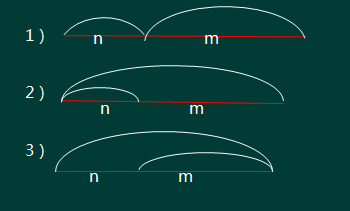 1） n m
2） n m
3） n m